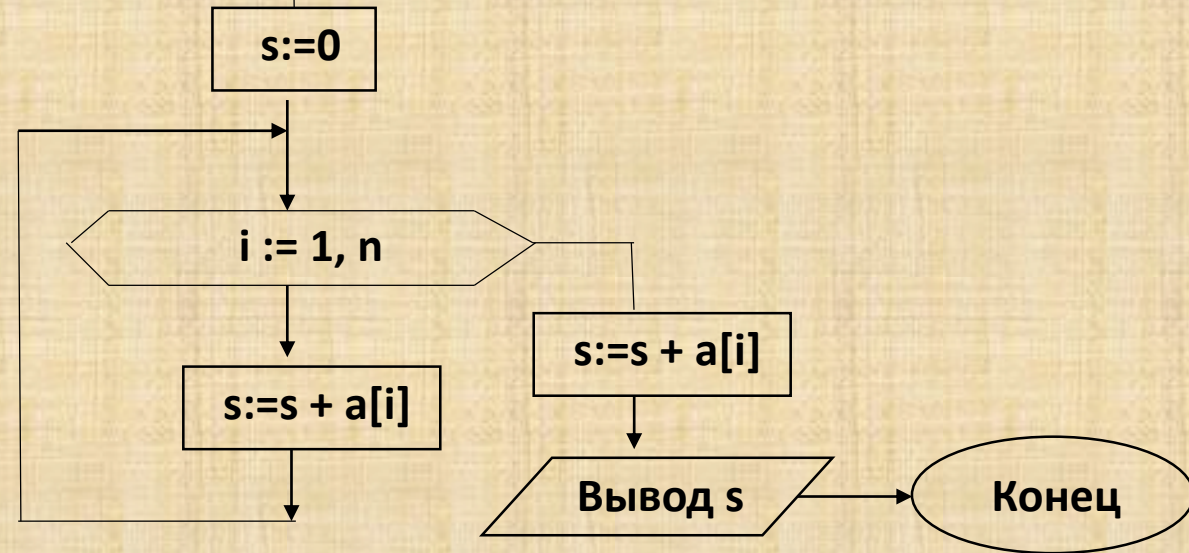 s:=0
i := 1, n
s:=s + a[i]
s:=s + a[i]
Вывод s
Конец